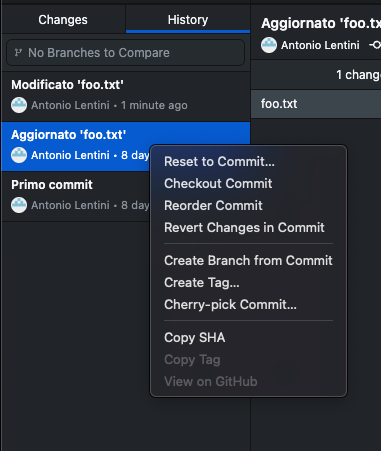 Changes
History
No Branches to Compare
Modificato 'foo.txt'
Antonio Lentini • 1 minute ago
Aggiornato 'foo.txt'
Antonio Lentini • 8 day
Primo commit
Antonio Lentini • 8 day
Aggiornato 'foo.tx
Antonio Lentini
1 change
foo.txt
Reset to Commit...
Checkout Commit
Reorder Commit
Revert Changes in Commit
Create Branch from Commit
Create Tag...
Cherry-pick Commit...
Copy SHA
Copy Tag
View on GitHub